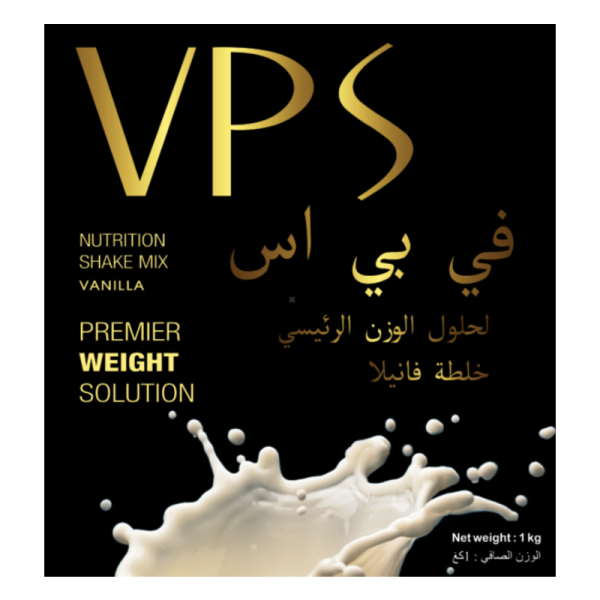 VPS
في بي اس
NUTRITION
SHAKE MIX
VANILLA
لحلول الوزن الرئيسي
خلطة فانيلا
PREMIER
WEIGHT
SOLUTION
Net weight : 1 kg
الوزن الصافي : 1كغ